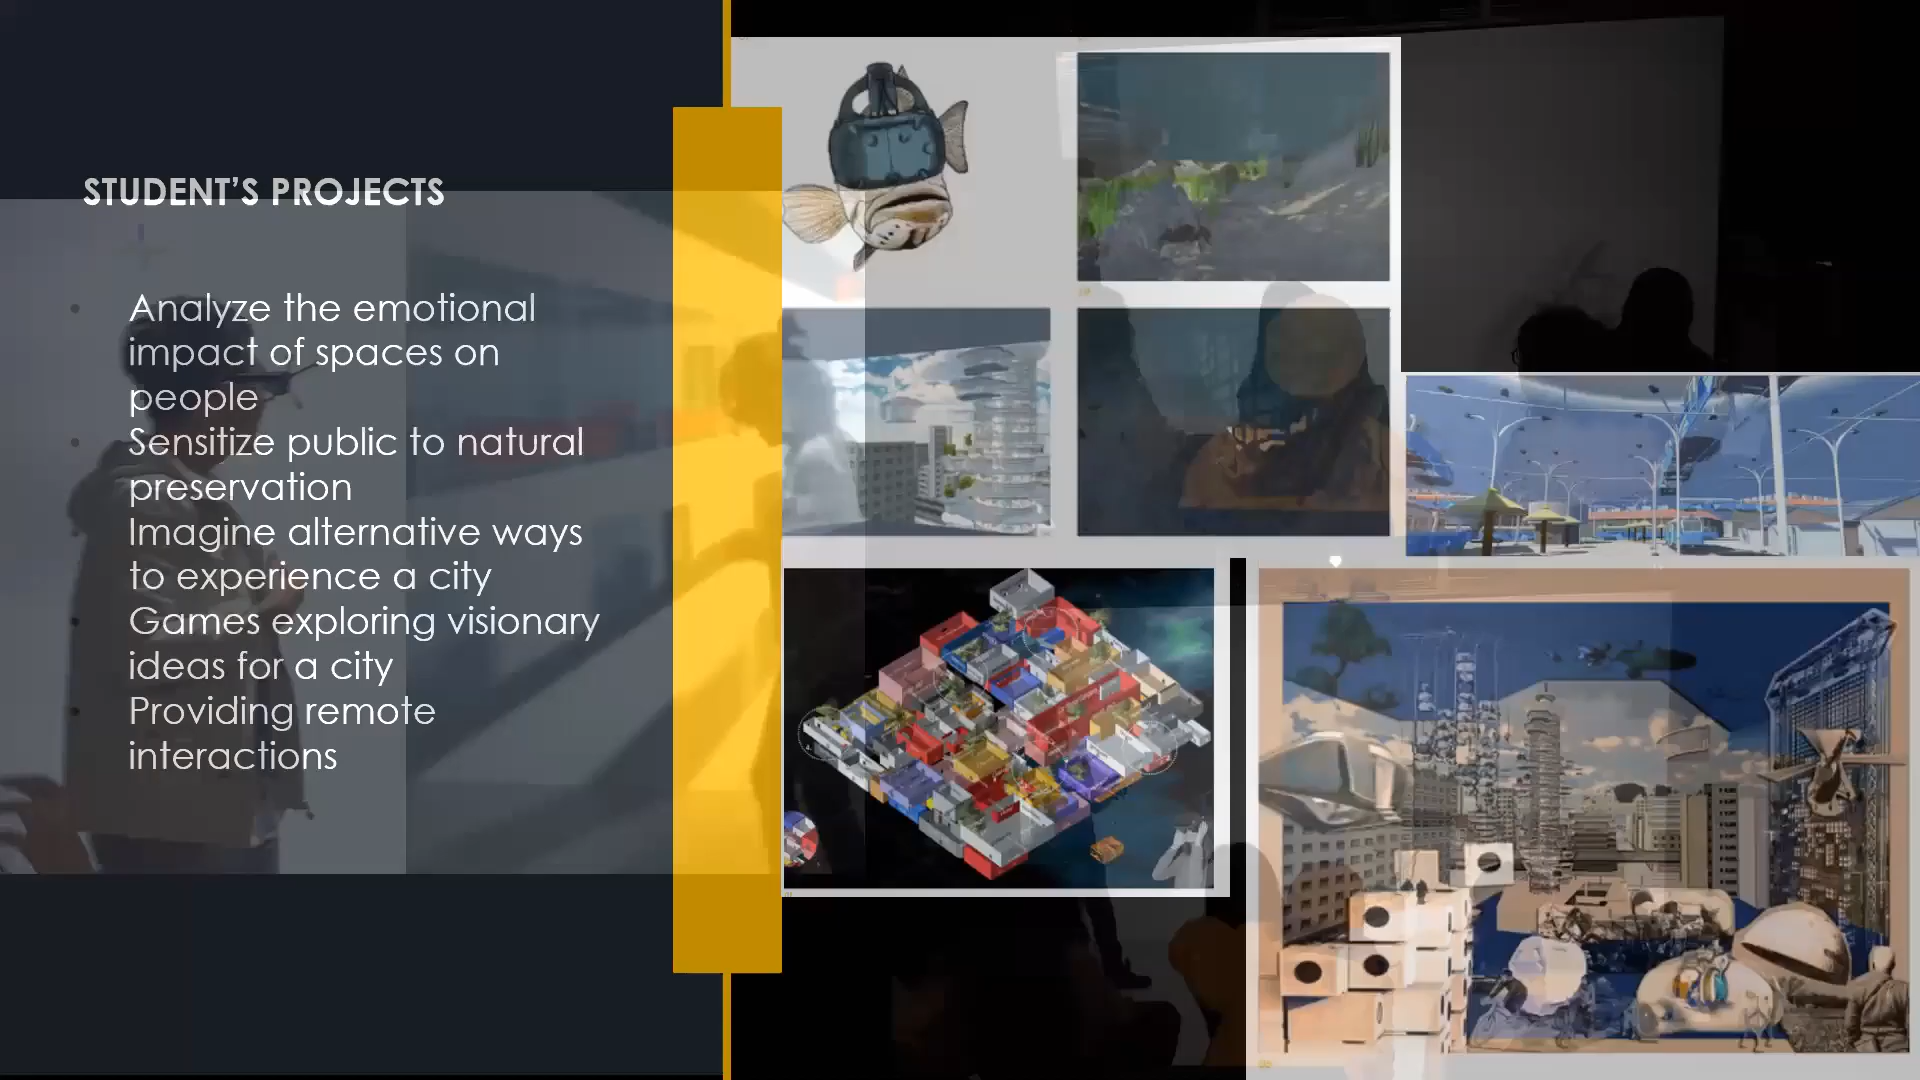 STUDENT’S PROJECTS
Analyze the emotional
impact of spaces on
people
Sensitize public to natural
preservation
Imagine alternative ways
to experience a city
Games exploring visionary
ideas for a city
Providing remote
interactions